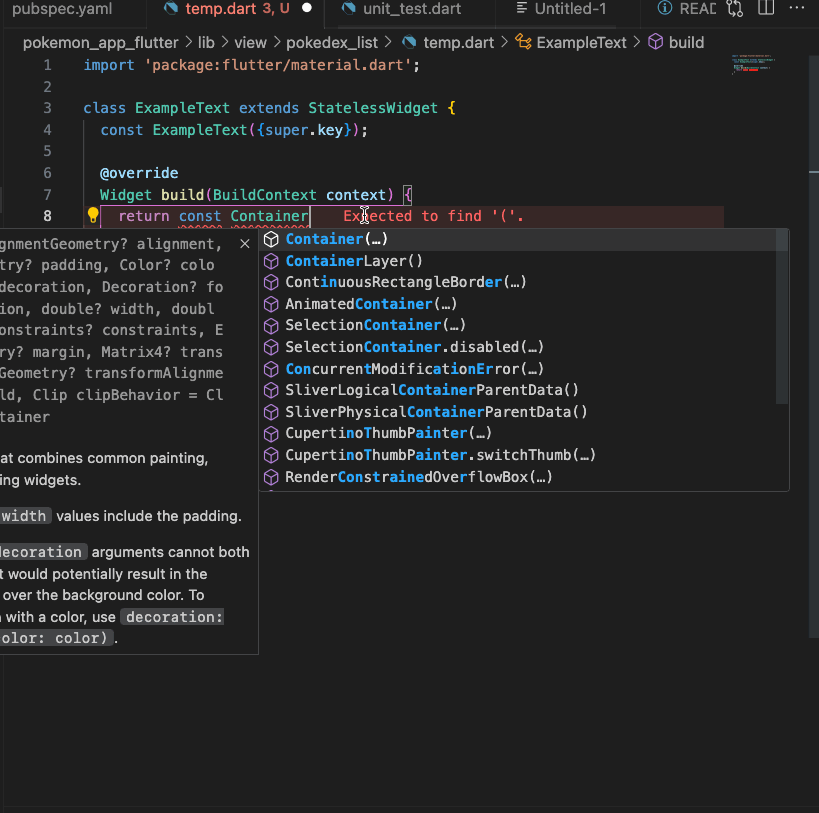 pubspec.yaml temp.dart 3, U unit_test.dart Untitled-1 READ
pokemon_app_flutter > lib > view > pokedex_list > temp.dart > ExampleText > build
1 import 'package:flutter/material.dart';
2
3 class ExampleText extends StatelessWidget {
4 const ExampleText({super.key});
5
6 @override
7 Widget build(BuildContext context) {
8 return const Container Expected to find '('.
gnmentGeometry? alignment,
try? padding, Color? colo
decoration, Decoration? fo
ion, double? width, doubl
onstraints? constraints, E
ry? margin, Matrix4? trans
Geometry? transformAlignme
ld, Clip clipBehavior = Cl
tainer
at combines common painting,
ing widgets.
width values include the padding.
decoration arguments cannot both
t would potentially result in the
over the background color. To
with a color, use decoration:
olor: color).
Container(…)
ContainerLayer()
ContinuousRectangleBorder(…)
AnimatedContainer(…)
SelectionContainer(…)
SelectionContainer.disabled(…)
ConcurrentModificationError(…)
SliverLogicalContainerParentData()
SliverPhysicalContainerParentData()
CupertinoThumbPainter(…)
CupertinoThumbPainter.switchThumb(…)
RenderConstrainedOverflowBox(…)